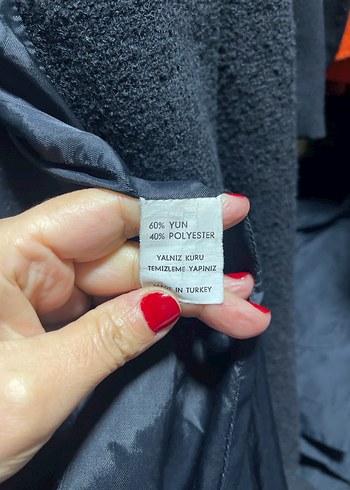 60% YUN
40% POLYESTER
YALNIZ KURU
TEMIZLEME YAPINIZ
IN TURKEY